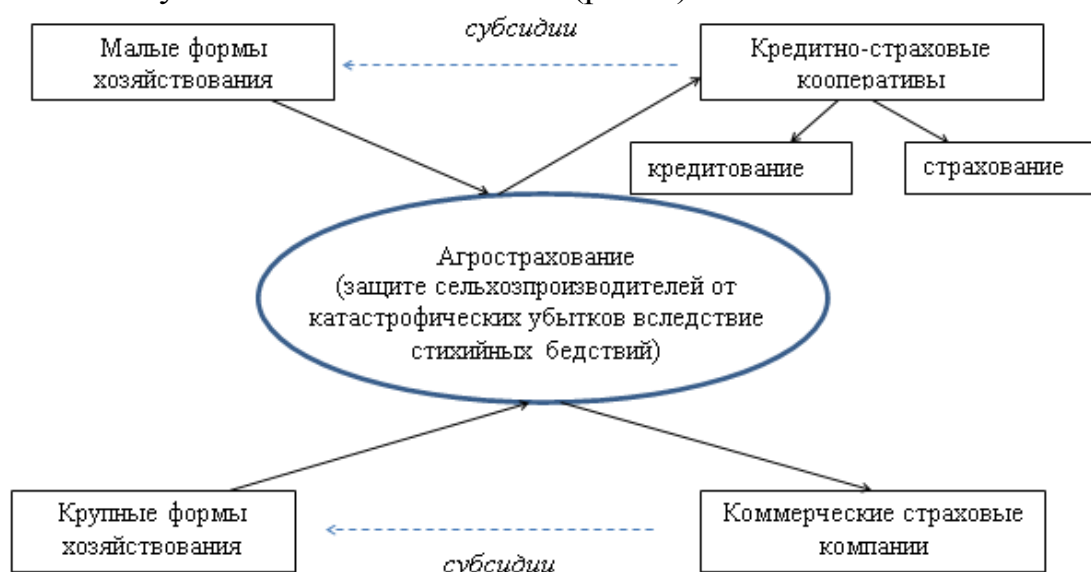 субсидии
Малые формы
хозяйствования
Кредитно-страховые
кооперативы
кредитование
страхование
Агрострахование
(защите сельхозпроизводителей от
катастрофических убытков вследствие
стихийных бедствий)
Крупные формы
хозяйствования
Коммерческие страховые
компании
субсидии